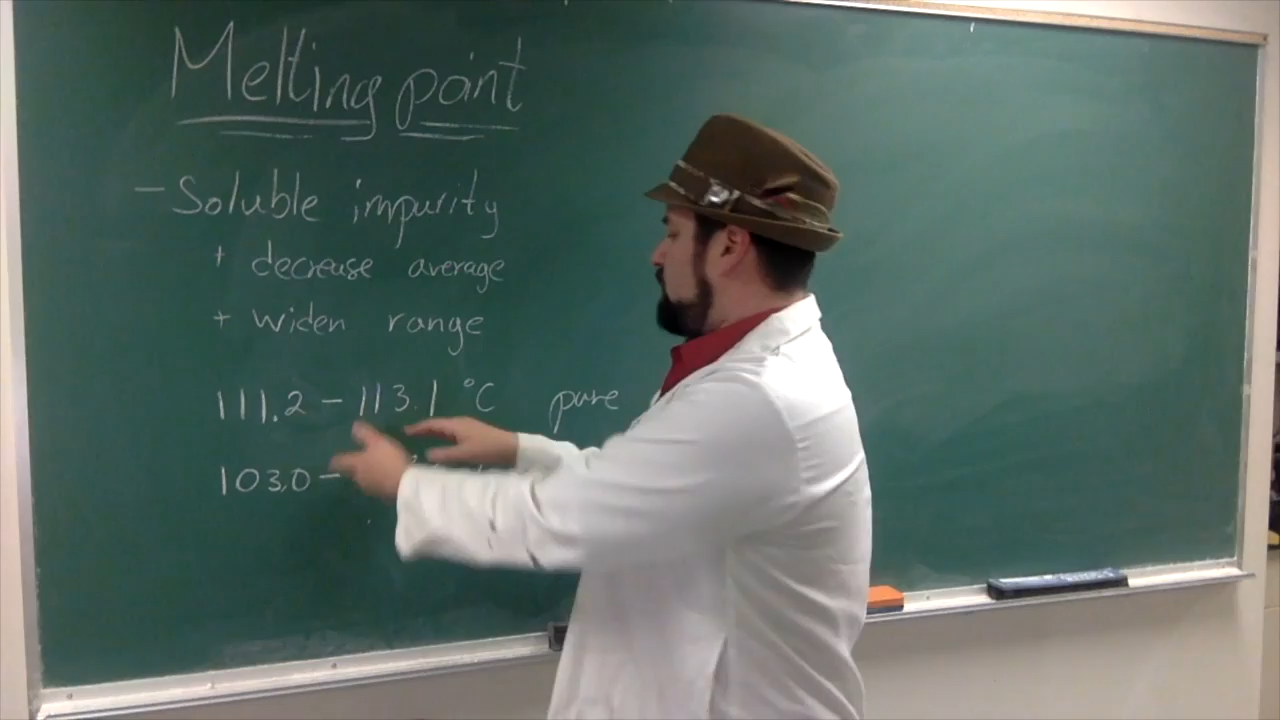 Melting point
- Soluble impurity
+ decrease average
+ widen range
111.2 - 113.1 °C pure
103.0 -